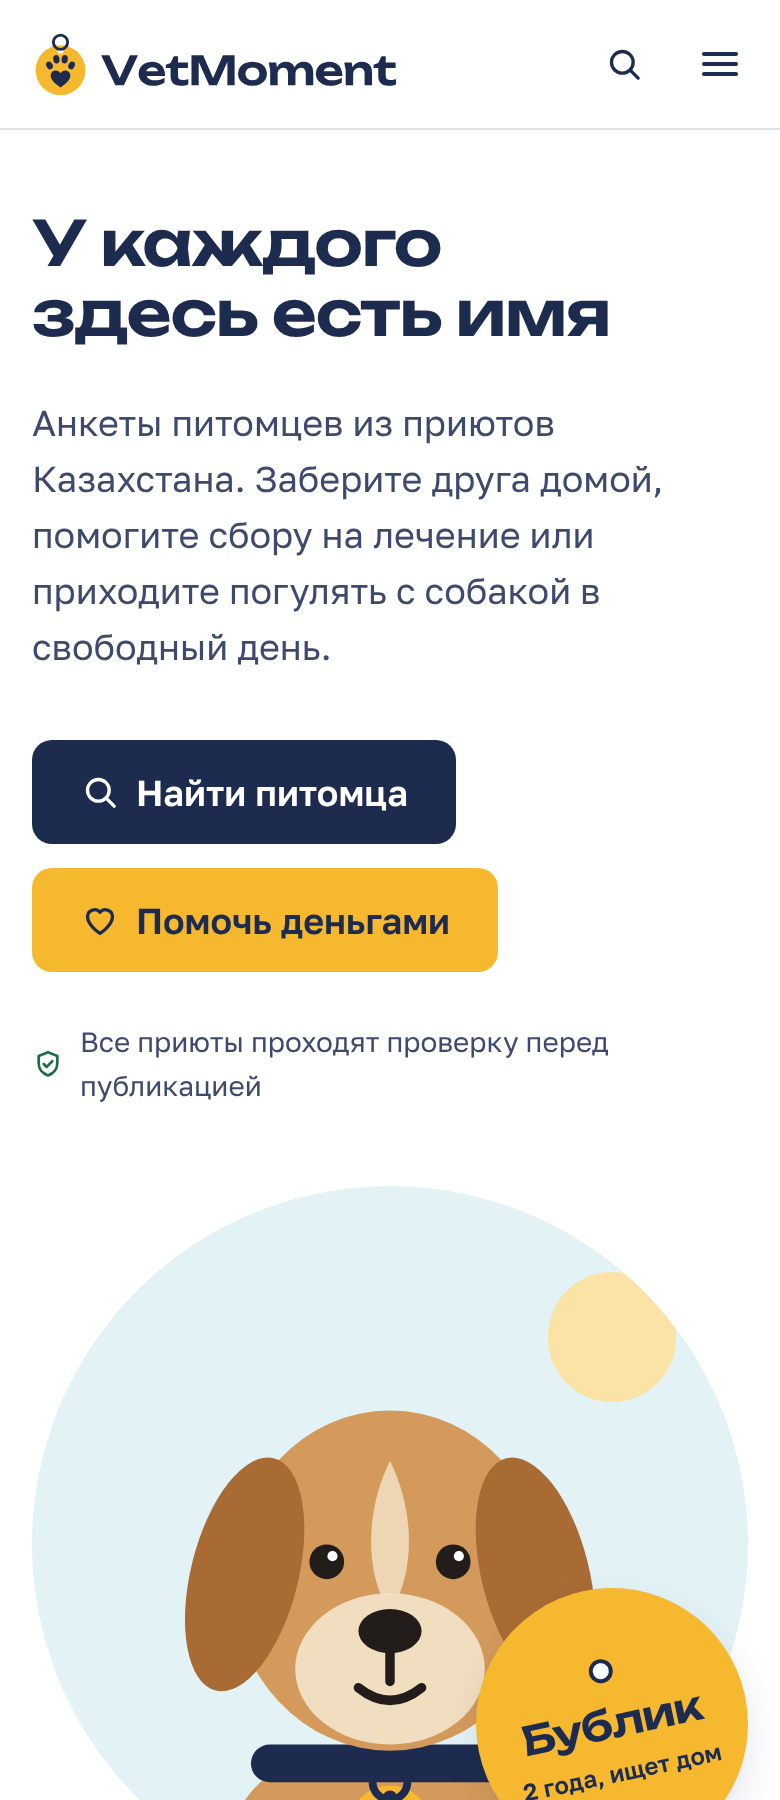 VetMoment
У каждого
здесь есть имя
Анкеты питомцев из приютов
Казахстана. Заберите друга домой,
помогите сбору на лечение или
приходите погулять с собакой в
свободный день.
Найти питомца
Помочь деньгами
Все приюты проходят проверку перед
публикацией
Бублик
2 года, ищет дом